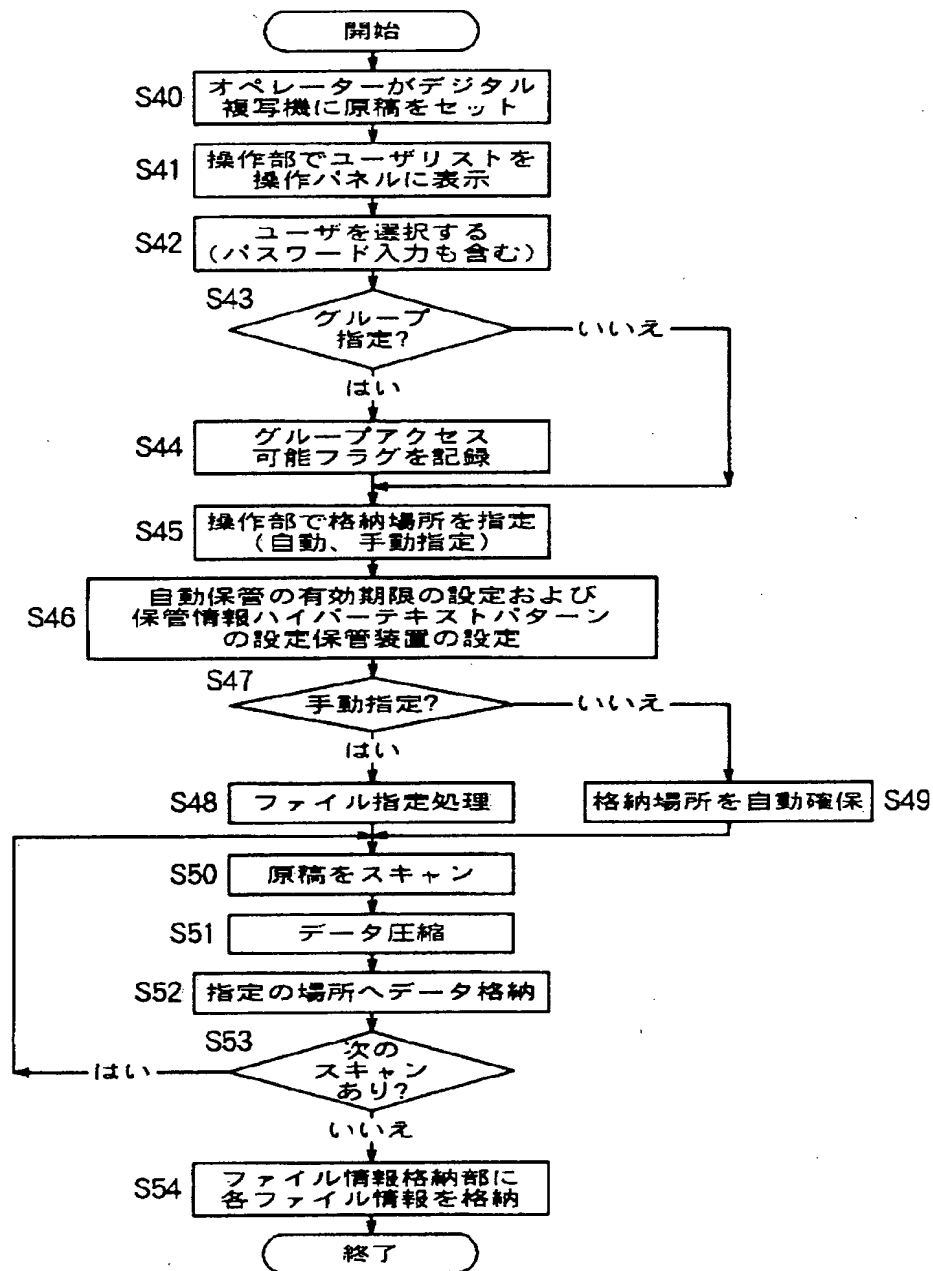 開始
S40
オペレーターがデジタル
複写機に原稿をセット
S41
操作部でユーザリストを
操作パネルに表示
S42
ユーザを選択する
(パスワード入力も含む)
S43
グループ
指定?
いいえ
はい
S44
グループアクセス
可能フラグを記録
S45
操作部で格納場所を指定
(自動、手動指定)
S46
自動保管の有効期限の設定および
保管情報ハイパーテキストパターン
の設定保管装置の設定
S47
手動指定?
いいえ
はい
S48
ファイル指定処理
格納場所を自動確保
S49
S50
原稿をスキャン
S51
データ圧縮
S52
指定の場所へデータ格納
S53
次の
スキャン
あり?
はい
いいえ
S54
ファイル情報格納部に
各ファイル情報を格納
終了